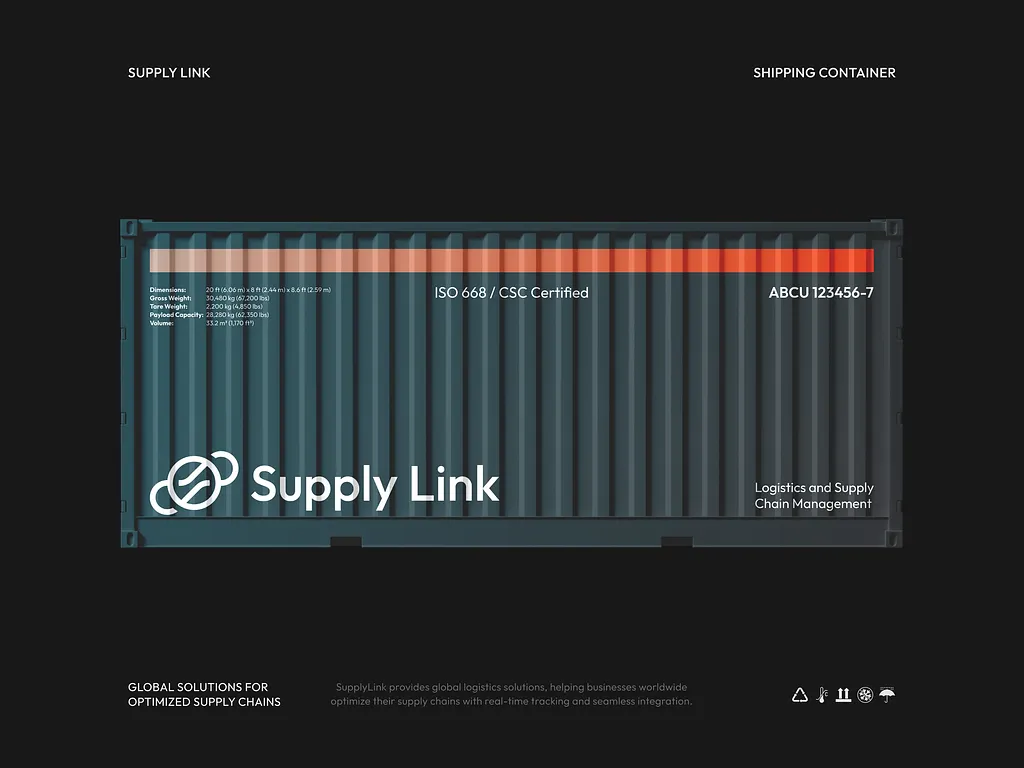 SUPPLY LINK
SHIPPING CONTAINER
Dimensions: 20 ft (6.06 m) x 8 ft (2.44 m) x 8.6 ft (2.59 m)
Gross Weight: 30,480 kg (67,200 lbs)
Tare Weight: 2,200 kg (4,850 lbs)
Payload Capacity: 28,280 kg (62,350 lbs)
Volume: 33.2 m³ (1,170 ft³)
ISO 668 / CSC Certified
ABCU 123456-7
Supply Link
Logistics and Supply
Chain Management
GLOBAL SOLUTIONS FOR
OPTIMIZED SUPPLY CHAINS
SupplyLink provides global logistics solutions, helping businesses worldwide
optimize their supply chains with real-time tracking and seamless integration.